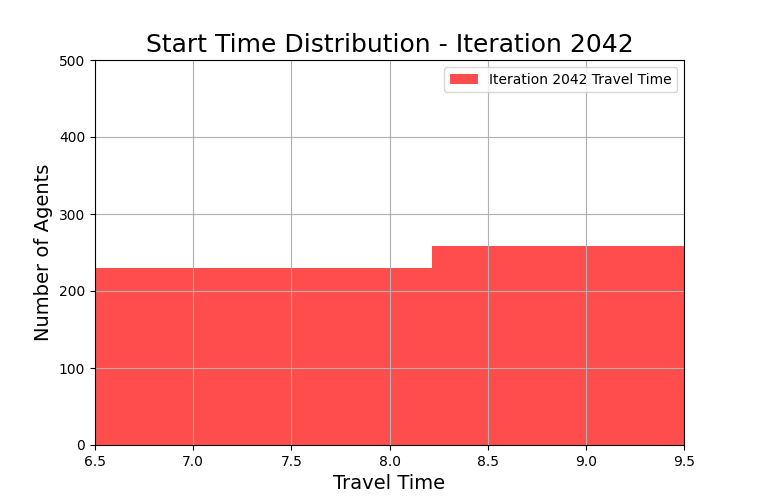 Start Time Distribution - Iteration 2042
Iteration 2042 Travel Time
Number of Agents
500
400
300
200
100
0
6.5 7.0 7.5 8.0 8.5 9.0 9.5
Travel Time